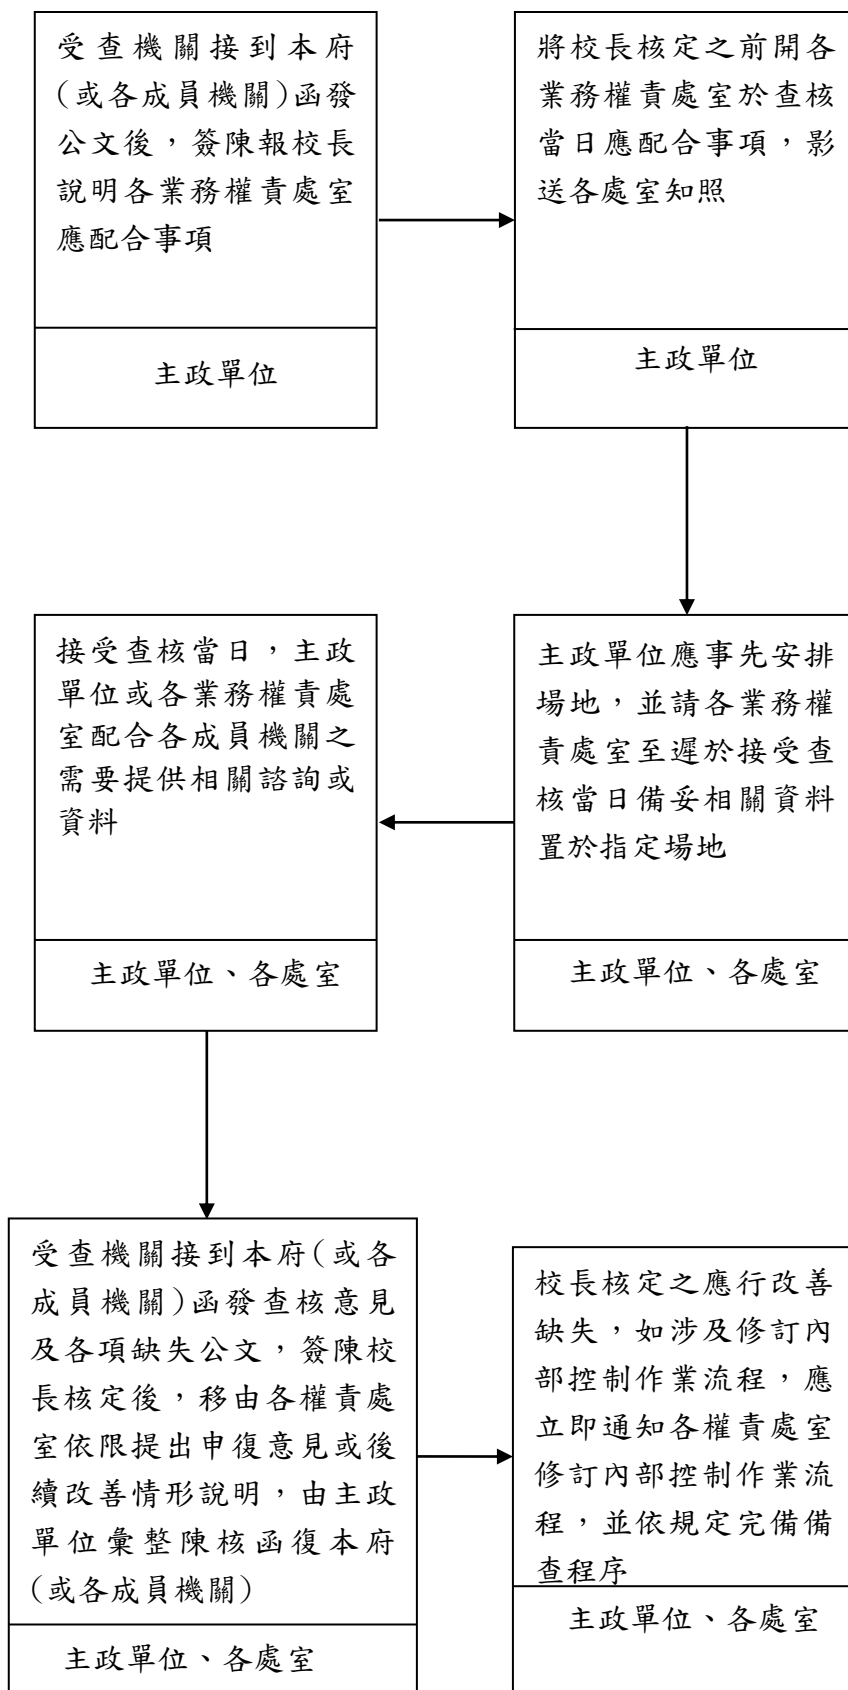 受查機關接到本府
(或各成員機關)函發
公文後，簽陳報校長
說明各業務權責處室
應配合事項
主政單位
將校長核定之前開各
業務權責處室於查核
當日應配合事項，影
送各處室知照
主政單位
主政單位應事先安排
場地，並請各業務權
責處室至遲於接受查
核當日備妥相關資料
置於指定場地
主政單位、各處室
接受查核當日，主政
單位或各業務權責處
室配合各成員機關之
需要提供相關諮詢或
資料
主政單位、各處室
受查機關接到本府(或各
成員機關)函發查核意見
及各項缺失公文，簽陳校
長核定後，移由各權責處
室依限提出申復意見或後
續改善情形說明，由主政
單位彙整陳核函復本府
(或各成員機關)
主政單位、各處室
校長核定之應行改善
缺失，如涉及修訂內
部控制作業流程，應
立即通知各權責處室
修訂內部控制作業流
程，並依規定完備備
查程序
主政單位、各處室